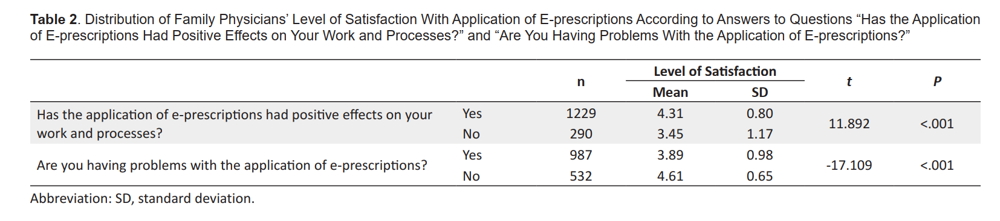 Table 2. Distribution of Family Physicians’ Level of Satisfaction With Application of E-prescriptions According to Answers to Questions “Has the Application
of E-prescriptions Had Positive Effects on Your Work and Processes?” and “Are You Having Problems With the Application of E-prescriptions?”
n Level of Satisfaction t P
Mean SD
Has the application of e-prescriptions had positive effects on your work and processes? Yes 1229 4.31 0.80 11.892 <.001
No 290 3.45 1.17
Are you having problems with the application of e-prescriptions? Yes 987 3.89 0.98 -17.109 <.001
No 532 4.61 0.65
Abbreviation: SD, standard deviation.